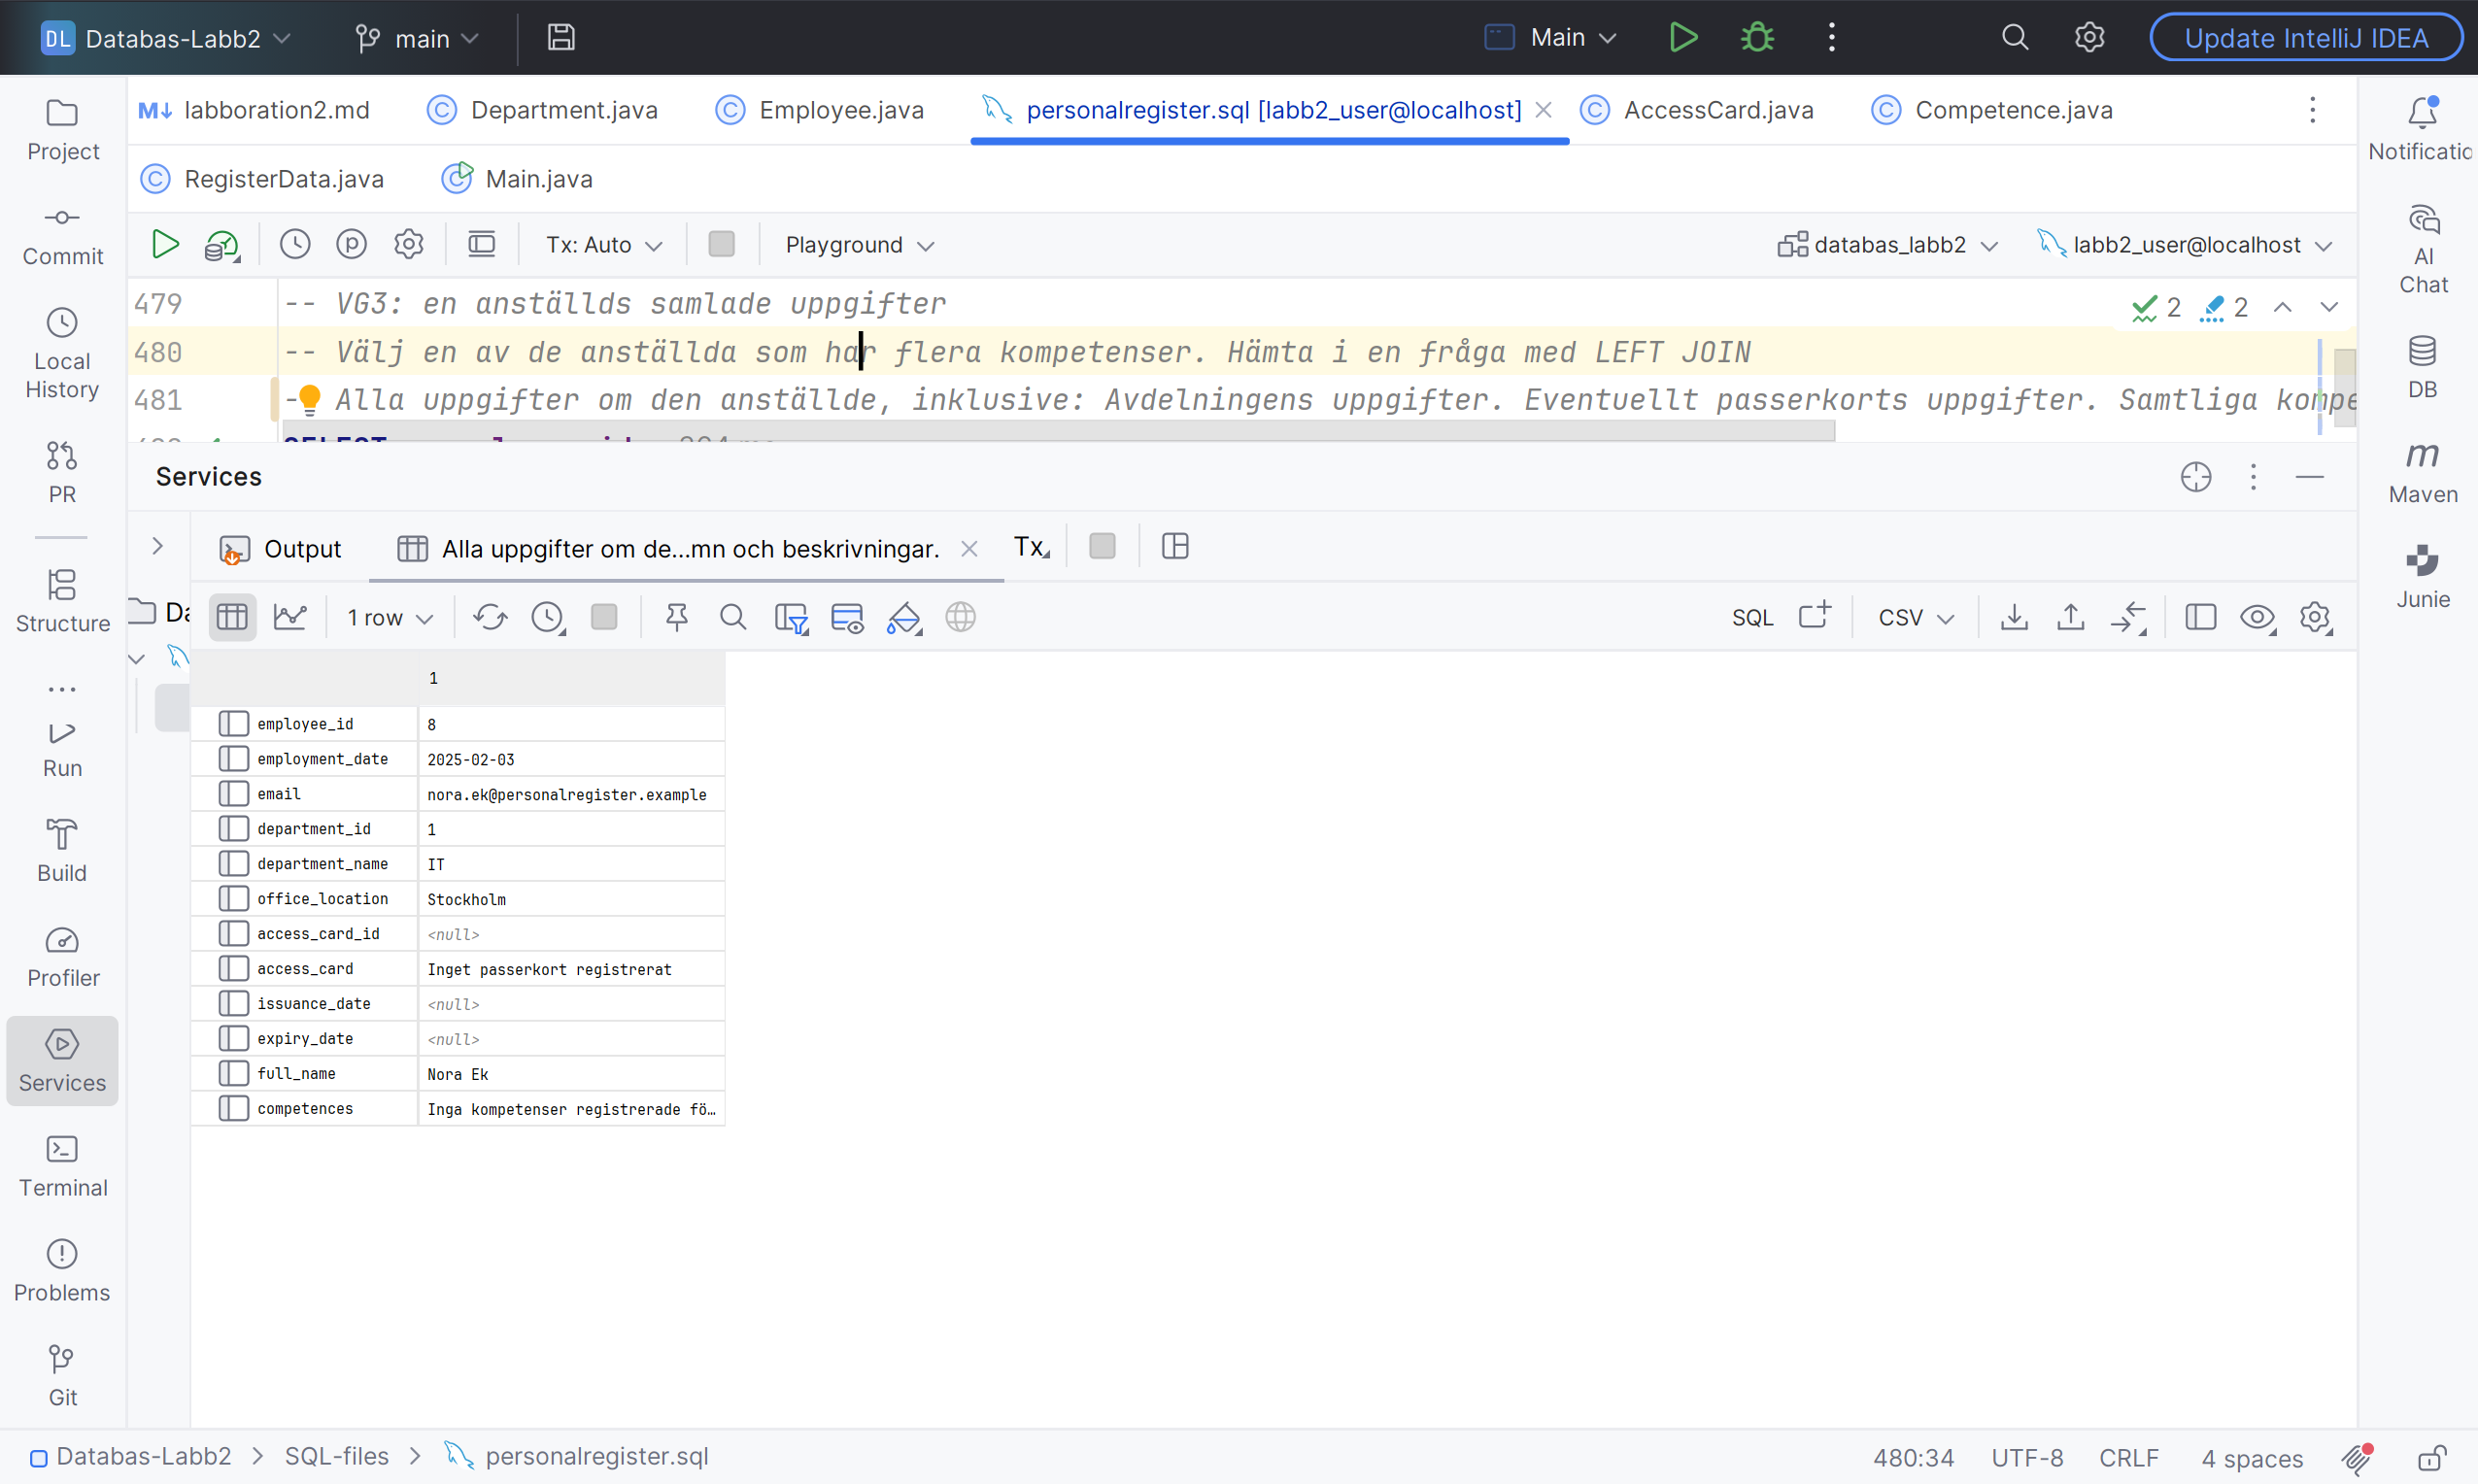 DL Databas-Labb2 main Main Update IntelliJ IDEA
labboration2.md Department.java Employee.java personalregister.sql [labb2_user@localhost] AccessCard.java Competence.java
RegisterData.java Main.java
Tx: Auto Playground databas_labb2 labb2_user@localhost
479 -- VG3: en anställds samlade uppgifter
2 2
480 -- Välj en av de anställda som har flera kompetenser. Hämta i en fråga med LEFT JOIN
481 - Alla uppgifter om den anställde, inklusive: Avdelningens uppgifter. Eventuellt passerkorts uppgifter. Samtliga kompe
Services
Output Alla uppgifter om de...mn och beskrivningar. Tx
1 row SQL CSV
1
employee_id 8
employment_date 2025-02-03
email nora.ek@personalregister.example
department_id 1
department_name IT
office_location Stockholm
access_card_id <null>
access_card Inget passerkort registrerat
issuance_date <null>
expiry_date <null>
full_name Nora Ek
competences Inga kompetenser registrerade fö…
Project
Commit
Local
History
PR
Structure
Run
Build
Profiler
Services
Terminal
Problems
Git
Notificatio
AI
Chat
DB
Maven
Junie
Databas-Labb2 > SQL-files > personalregister.sql 480:34 UTF-8 CRLF 4 spaces